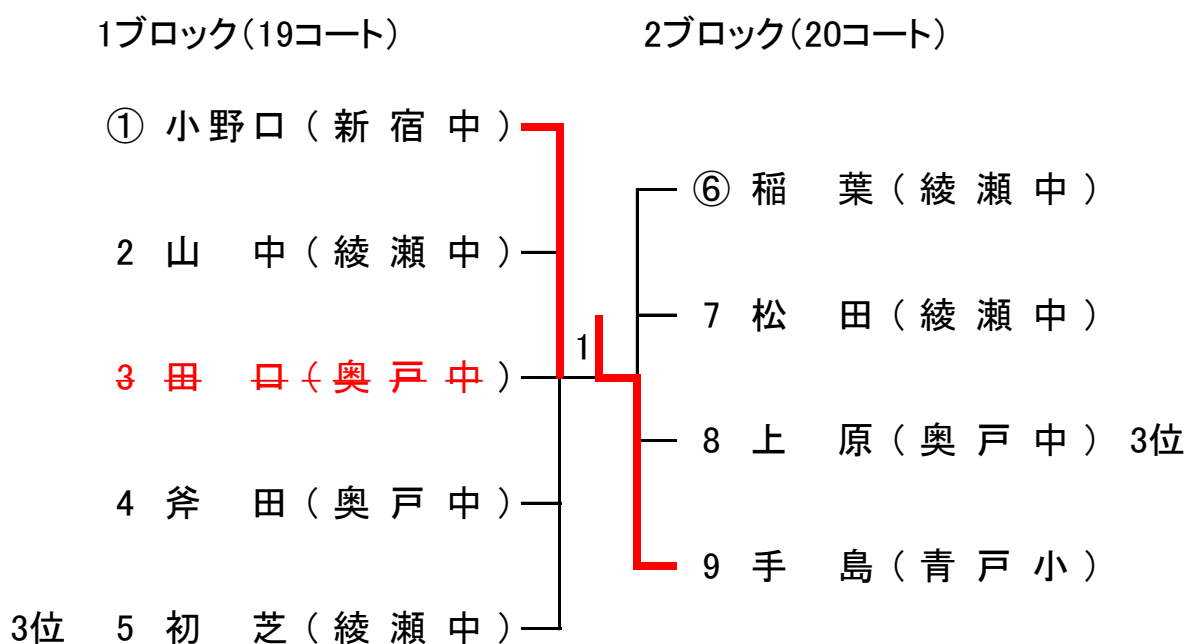 1ブロック(19コート)
2ブロック(20コート)
① 小野口(新宿中)
⑥ 稲 葉(綾瀬中)
2 山 中(綾瀬中)
7 松 田(綾瀬中)
1
3 田 口(奥戸中)
8 上 原(奥戸中) 3位
4 斧 田(奥戸中)
9 手 島(青戸小)
3位 5 初 芝(綾瀬中)